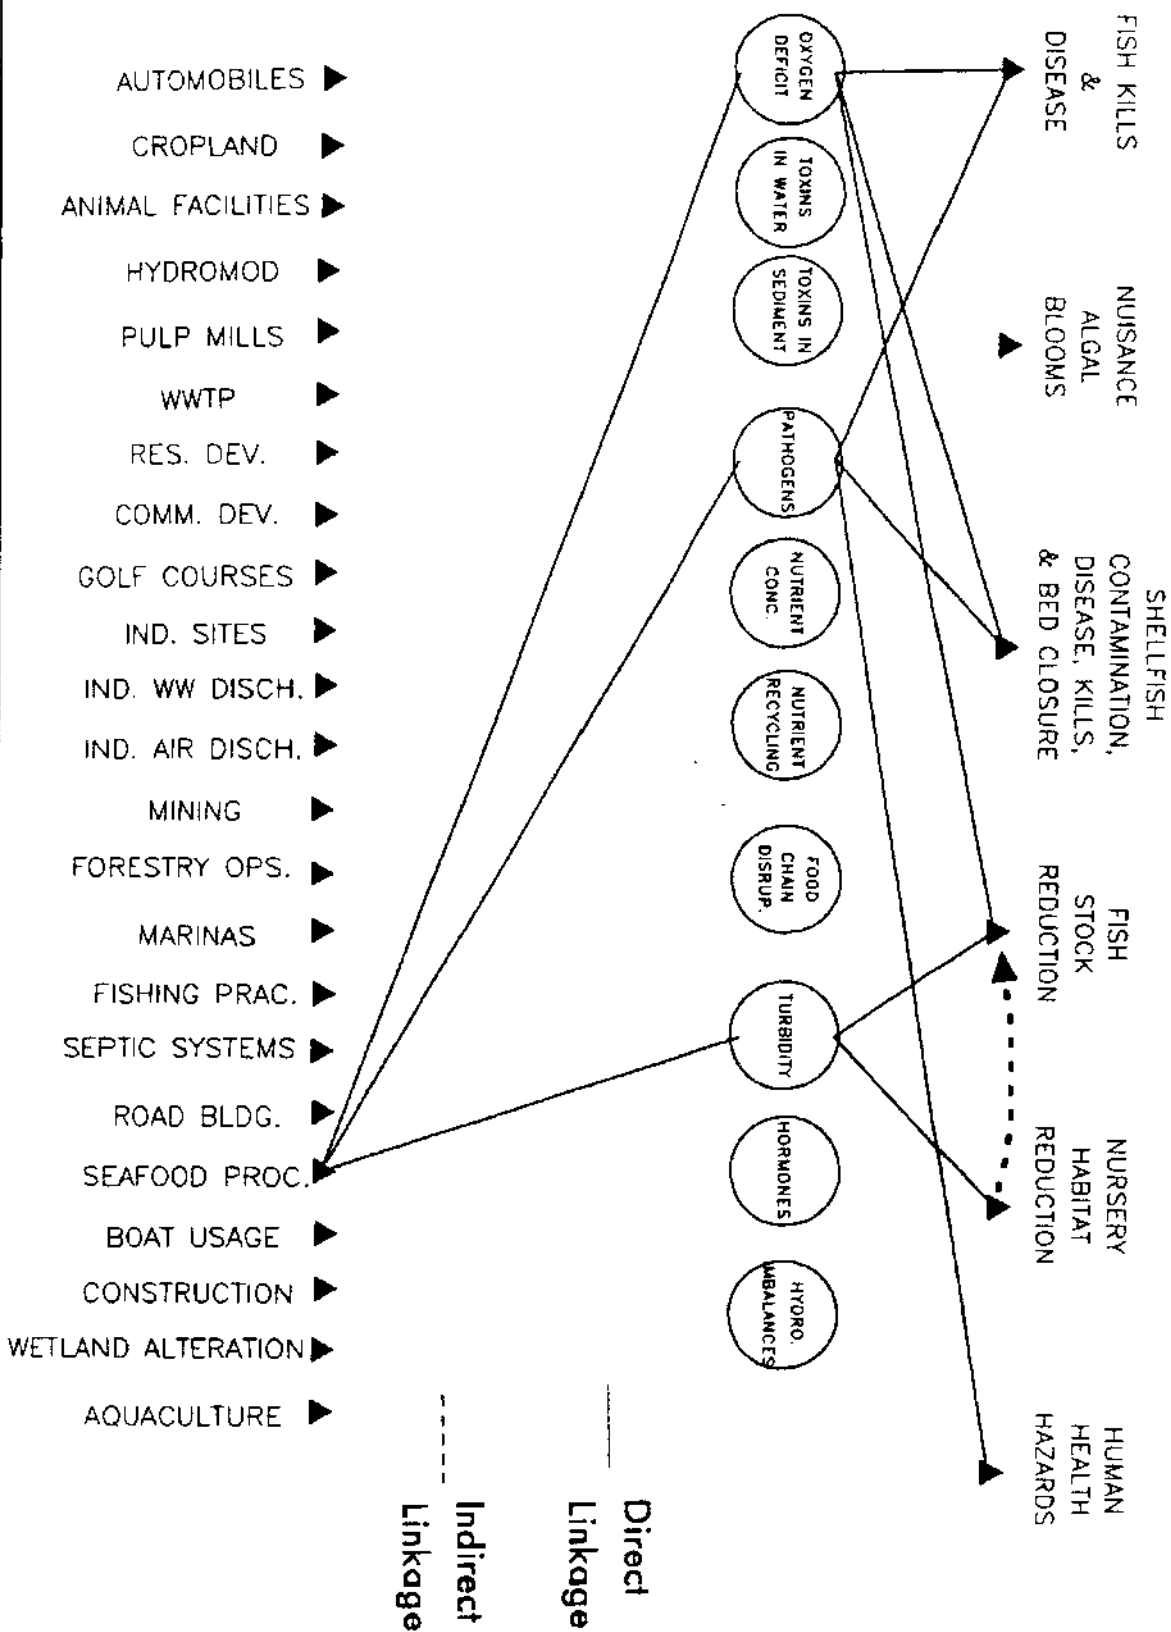 AUTOMOBILES
CROPLAND
ANIMAL FACILITIES
HYDROMOD
PULP MILLS
WWTP
RES. DEV.
COMM. DEV.
GOLF COURSES
IND. SITES
IND. WW DISCH.
IND. AIR DISCH.
MINING
FORESTRY OPS.
MARINAS
FISHING PRAC.
SEPTIC SYSTEMS
ROAD BLDG.
SEAFOOD PROC.
BOAT USAGE
CONSTRUCTION
WETLAND ALTERATION
AQUACULTURE
OXYGEN
DEFICIT
TOXINS
IN WATER
TOXINS IN
SEDIMENT
PATHOGENS
NUTRIENT
CONC.
NUTRIENT
RECYCLING
FOOD
CHAIN
DISRUP.
TURBIDITY
HORMONES
HYDRO.
IMBALANCES
FISH KILLS
&
DISEASE
NUISANCE
ALGAL
BLOOMS
SHELLFISH
CONTAMINATION,
DISEASE, KILLS,
& BED CLOSURE
FISH
STOCK
REDUCTION
NURSERY
HABITAT
REDUCTION
HUMAN
HEALTH
HAZARDS
Direct
Linkage
Indirect
Linkage